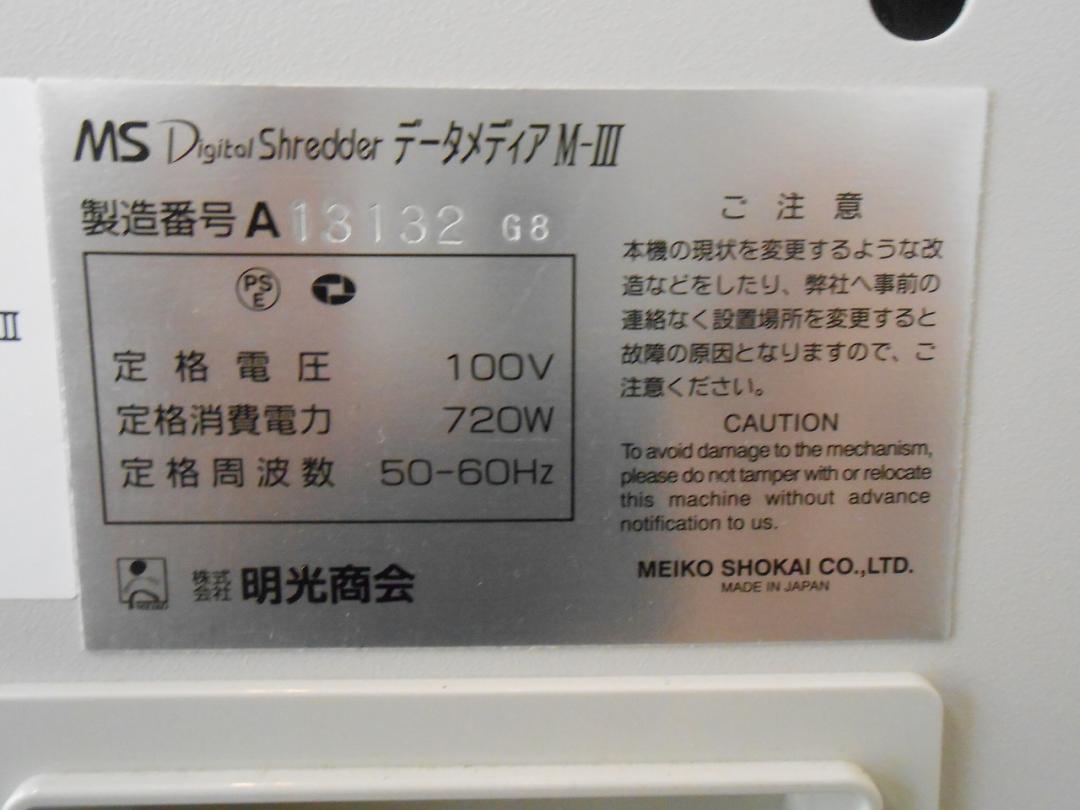 MS Digital Shredder データメディア M-III
製造番号 A 13132 G8
PS
E
定格電圧 100V
定格消費電力 720W
定格周波数 50-60Hz
株式
会社 明光商会
MEIKO
ご注意
本機の現状を変更するような改
造などをしたり、弊社へ事前の
連絡なく設置場所を変更すると
故障の原因となりますので、ご
注意ください。
CAUTION
To avoid damage to the mechanism,
please do not tamper with or relocate
this machine without advance
notification to us.
MEIKO SHOKAI CO.,LTD.
MADE IN JAPAN
II